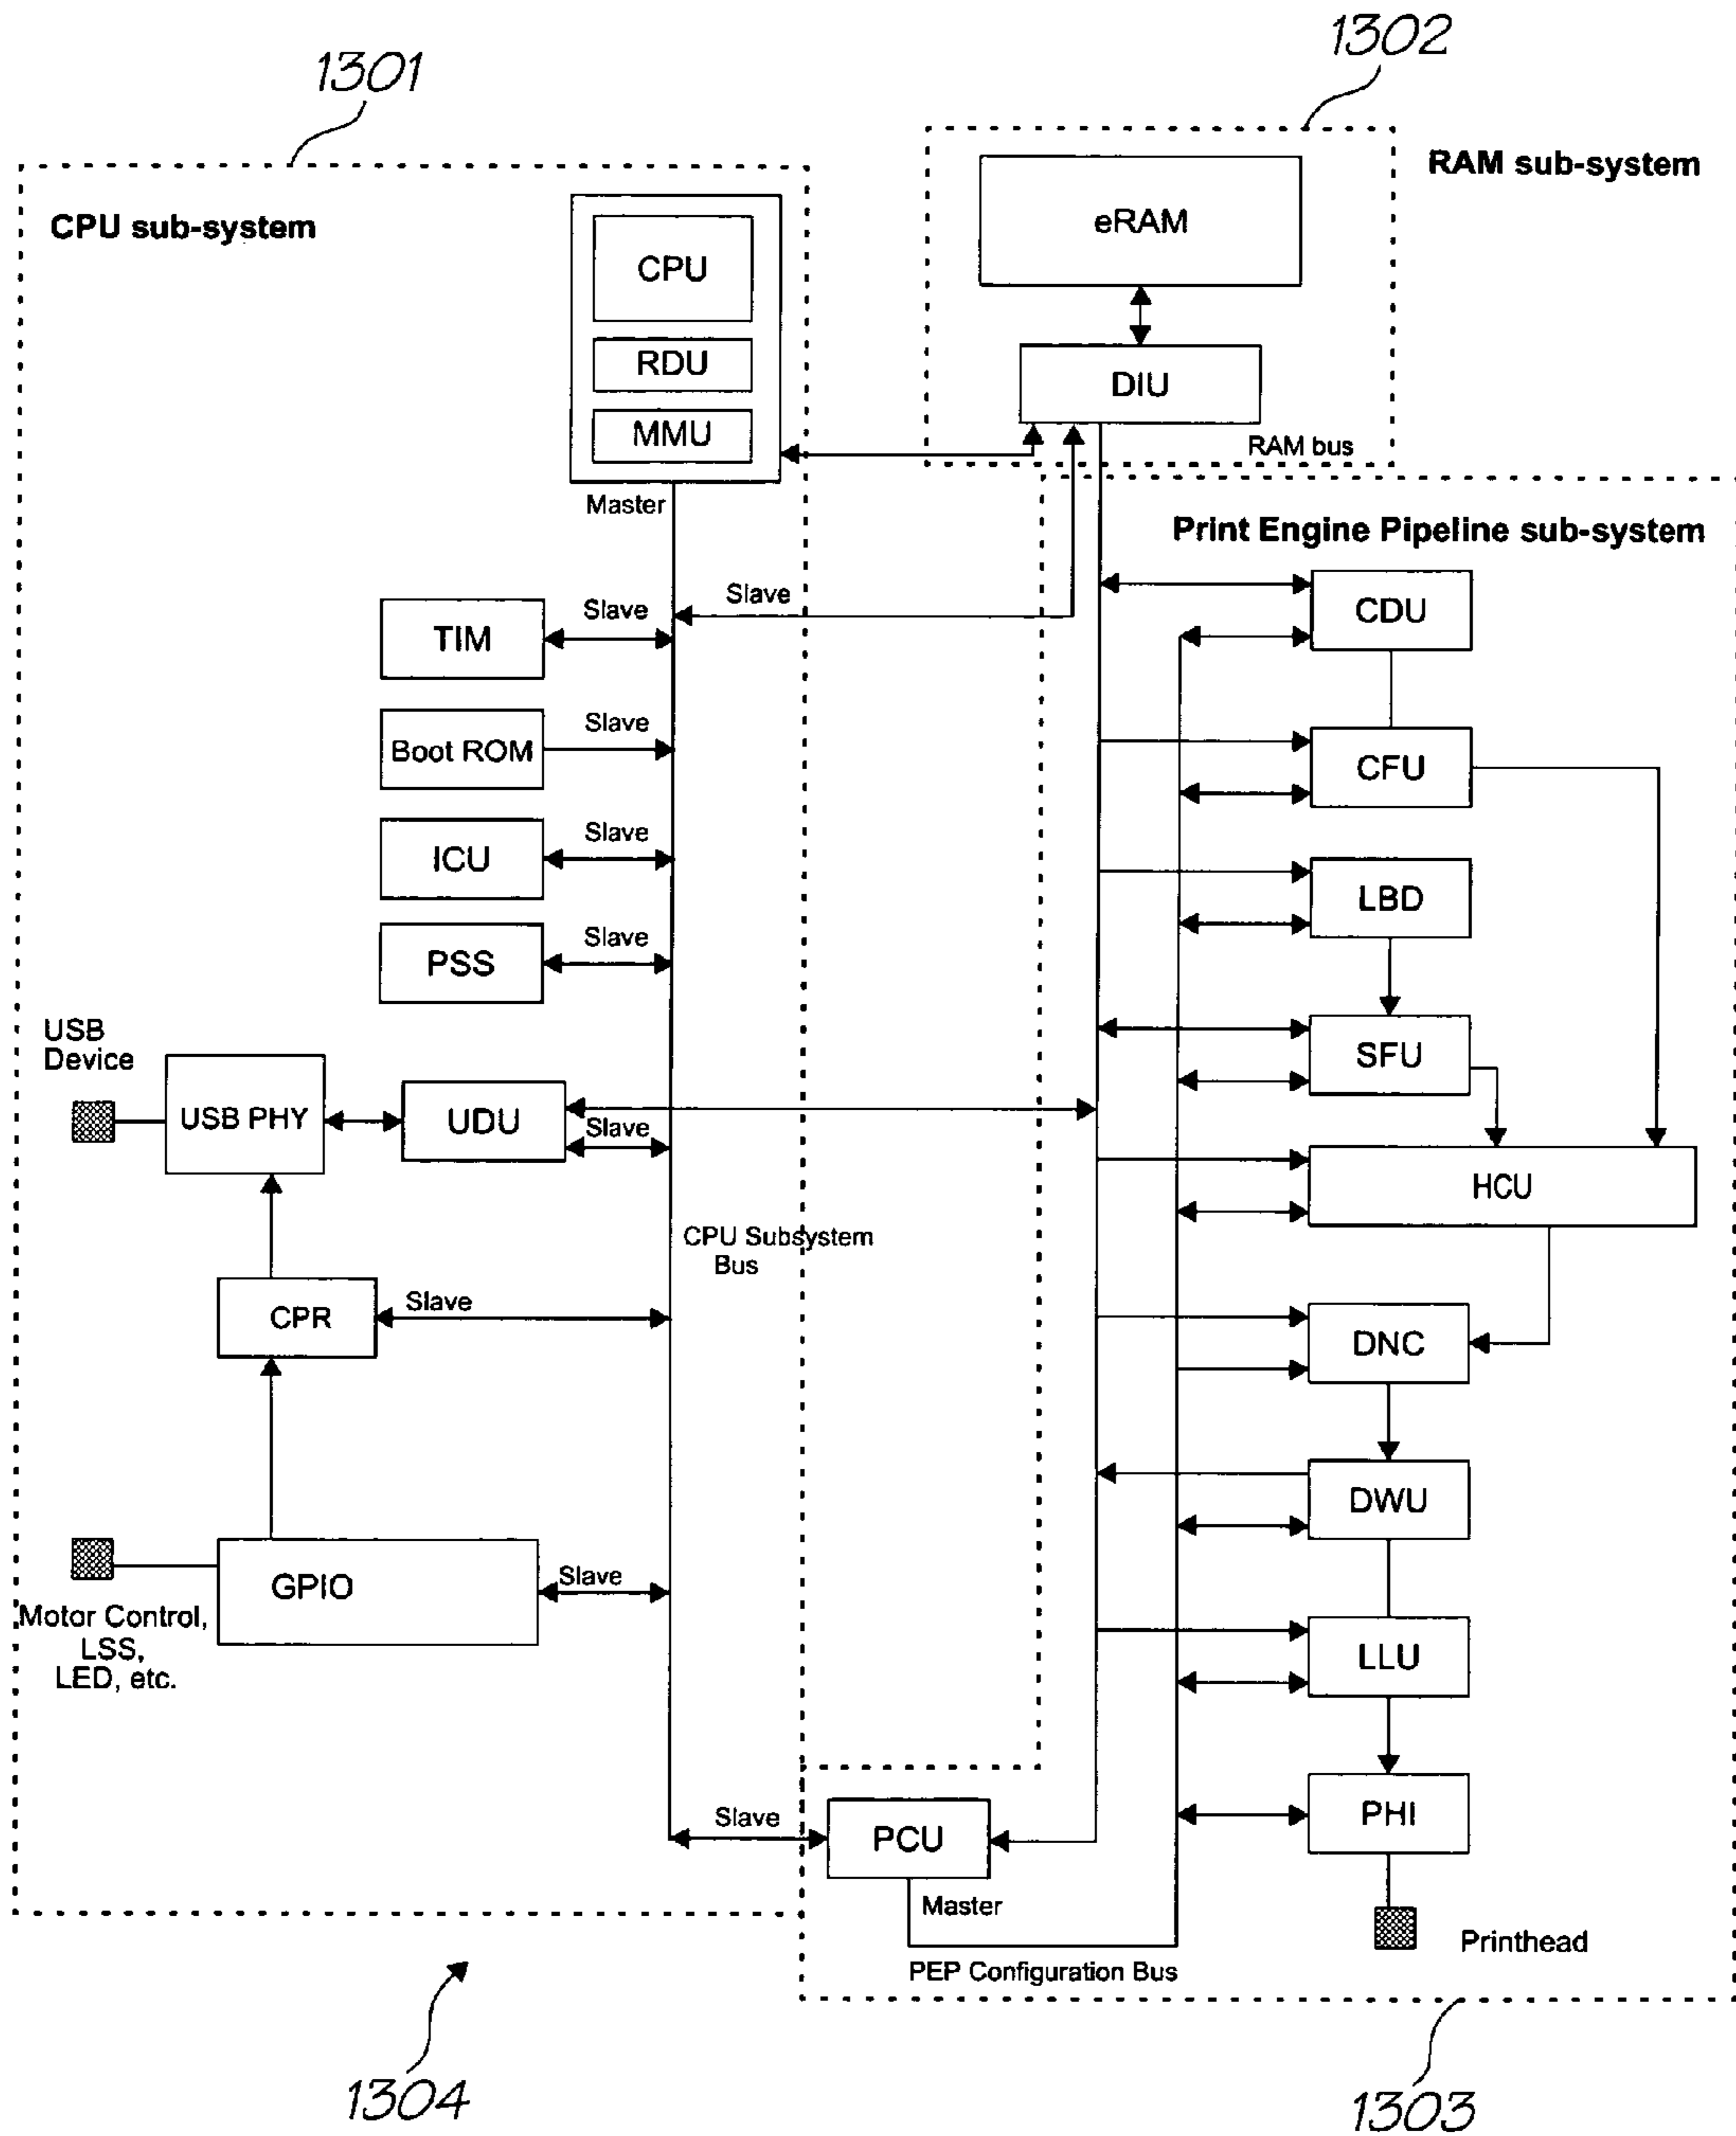 1301
1302
CPU sub-system
CPU
RDU
MMU
Master
RAM sub-system
eRAM
DIU
RAM bus
Print Engine Pipeline sub-system
TIM
Slave
Slave
Boot ROM
Slave
ICU
Slave
PSS
Slave
USB
Device
USB PHY
UDU
Slave
CPU Subsystem
Bus
CPR
Slave
GPIO
Slave
Motor Control,
LSS,
LED, etc.
CDU
CFU
LBD
SFU
HCU
DNC
DWU
LLU
PHI
Printhead
Slave
PCU
Master
PEP Configuration Bus
1304
1303